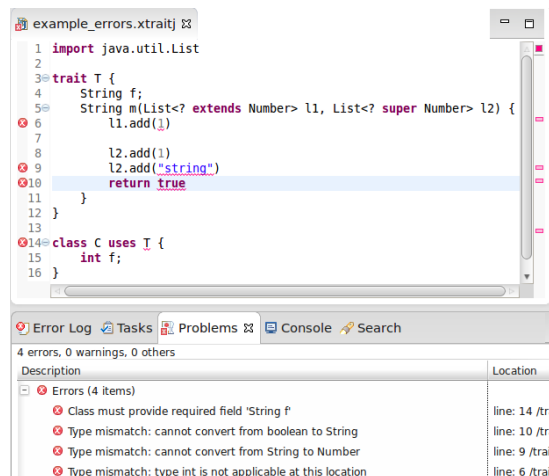 example_errors.xtraitj
1 import java.util.List
2
3 trait T {
4 String f;
5 String m(List<? extends Number> l1, List<? super Number> l2) {
6 l1.add(1)
7
8 l2.add(1)
9 l2.add("string")
10 return true
11 }
12 }
13
14 class C uses T {
15 int f;
16 }
Error Log Tasks Problems Console Search
4 errors, 0 warnings, 0 others
Description Location
Errors (4 items)
Class must provide required field 'String f' line: 14 /tra
Type mismatch: cannot convert from boolean to String line: 10 /tra
Type mismatch: cannot convert from String to Number line: 9 /trai
Type mismatch: type int is not applicable at this location line: 6 /trai